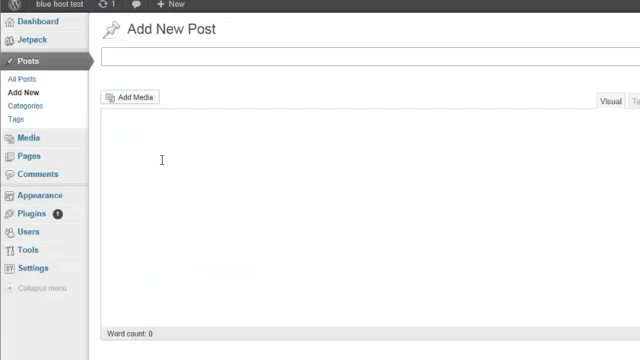 blue host test 1 New
Dashboard
Jetpack
Posts
All Posts
Add New
Categories
Tags
Media
Pages
Comments
Appearance
Plugins 1
Users
Tools
Settings
Collapse menu
Add New Post
Add Media
Visual
Word count: 0